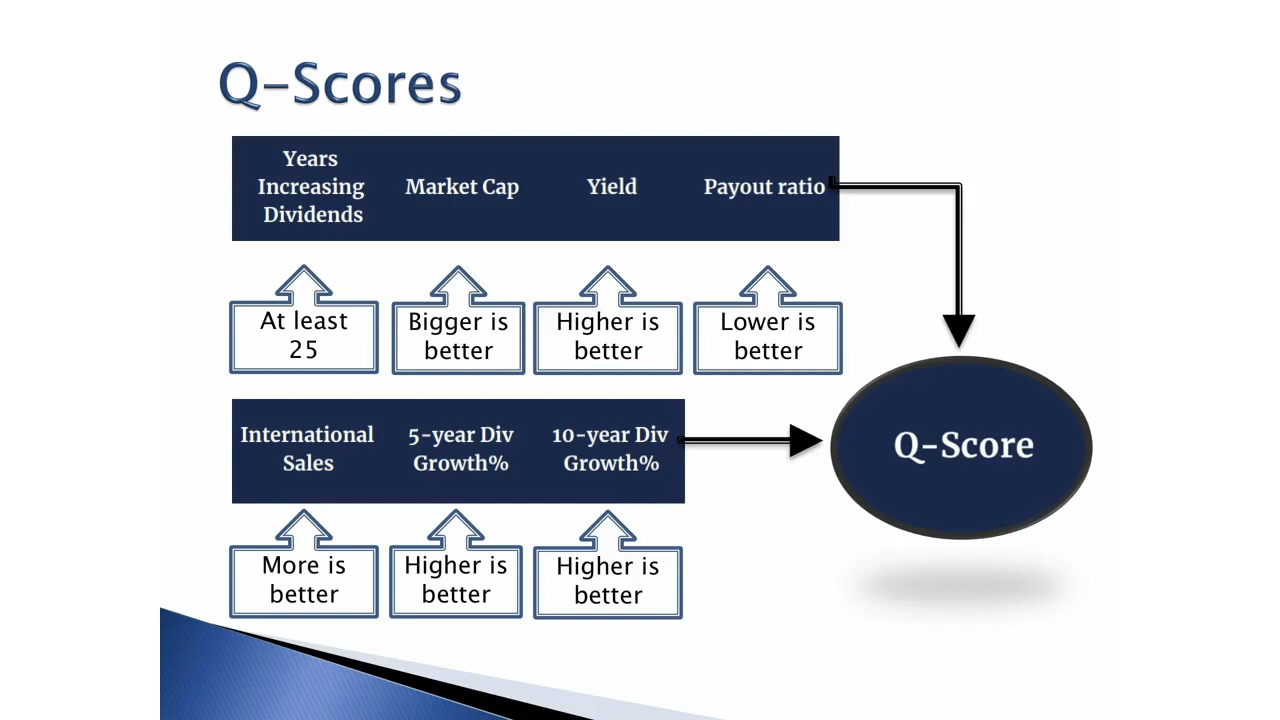 Q-Scores
Years
Increasing
Dividends
Market Cap
Yield
Payout ratio
At least
25
Bigger is
better
Higher is
better
Lower is
better
International
Sales
5-year Div
Growth%
10-year Div
Growth%
Q-Score
More is
better
Higher is
better
Higher is
better